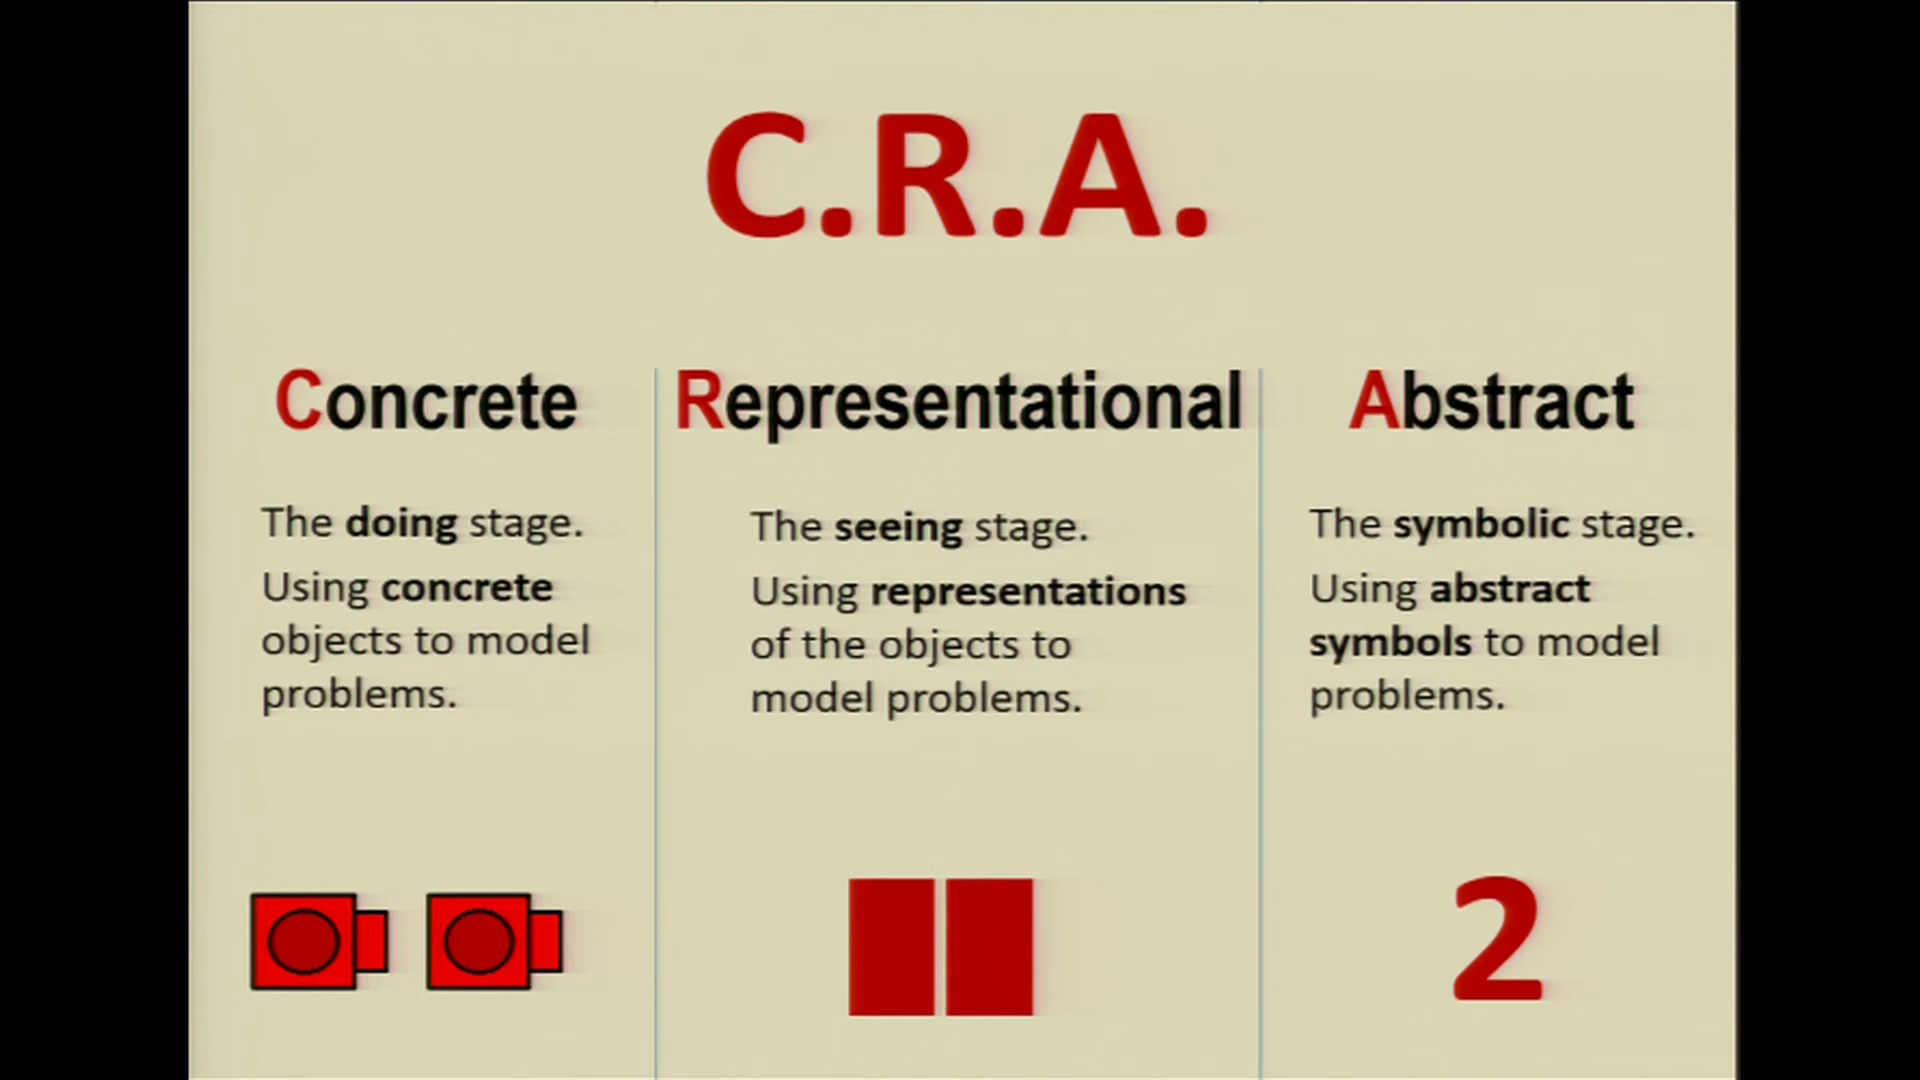 C.R.A.
Concrete
The doing stage.
Using concrete
objects to model
problems.
Representational
The seeing stage.
Using representations
of the objects to
model problems.
Abstract
The symbolic stage.
Using abstract
symbols to model
problems.
2